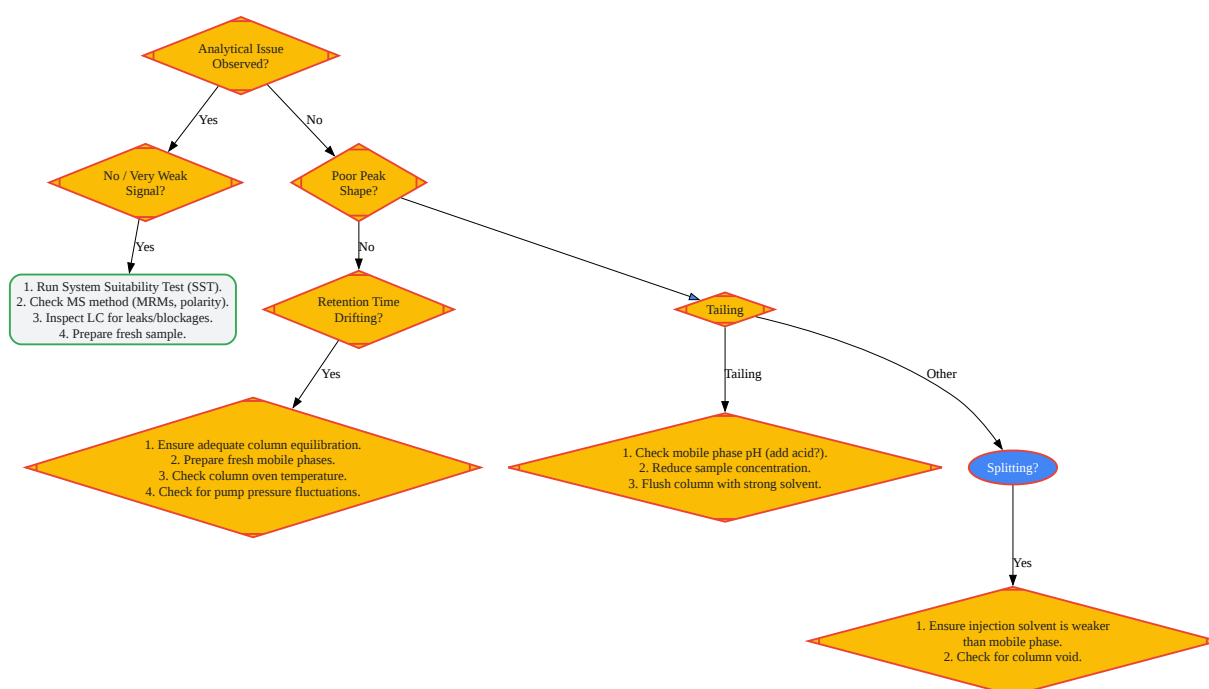 Analytical Issue
Observed?
Yes
No
No / Very Weak
Signal?
Poor Peak
Shape?
Yes
No
1. Run System Suitability Test (SST).
2. Check MS method (MRMs, polarity).
3. Inspect LC for leaks/blockages.
4. Prepare fresh sample.
Retention Time
Drifting?
Tailing
Yes
Tailing
Other
1. Ensure adequate column equilibration.
2. Prepare fresh mobile phases.
3. Check column oven temperature.
4. Check for pump pressure fluctuations.
1. Check mobile phase pH (add acid?).
2. Reduce sample concentration.
3. Flush column with strong solvent.
Splitting?
Yes
1. Ensure injection solvent is weaker
than mobile phase.
2. Check for column void.